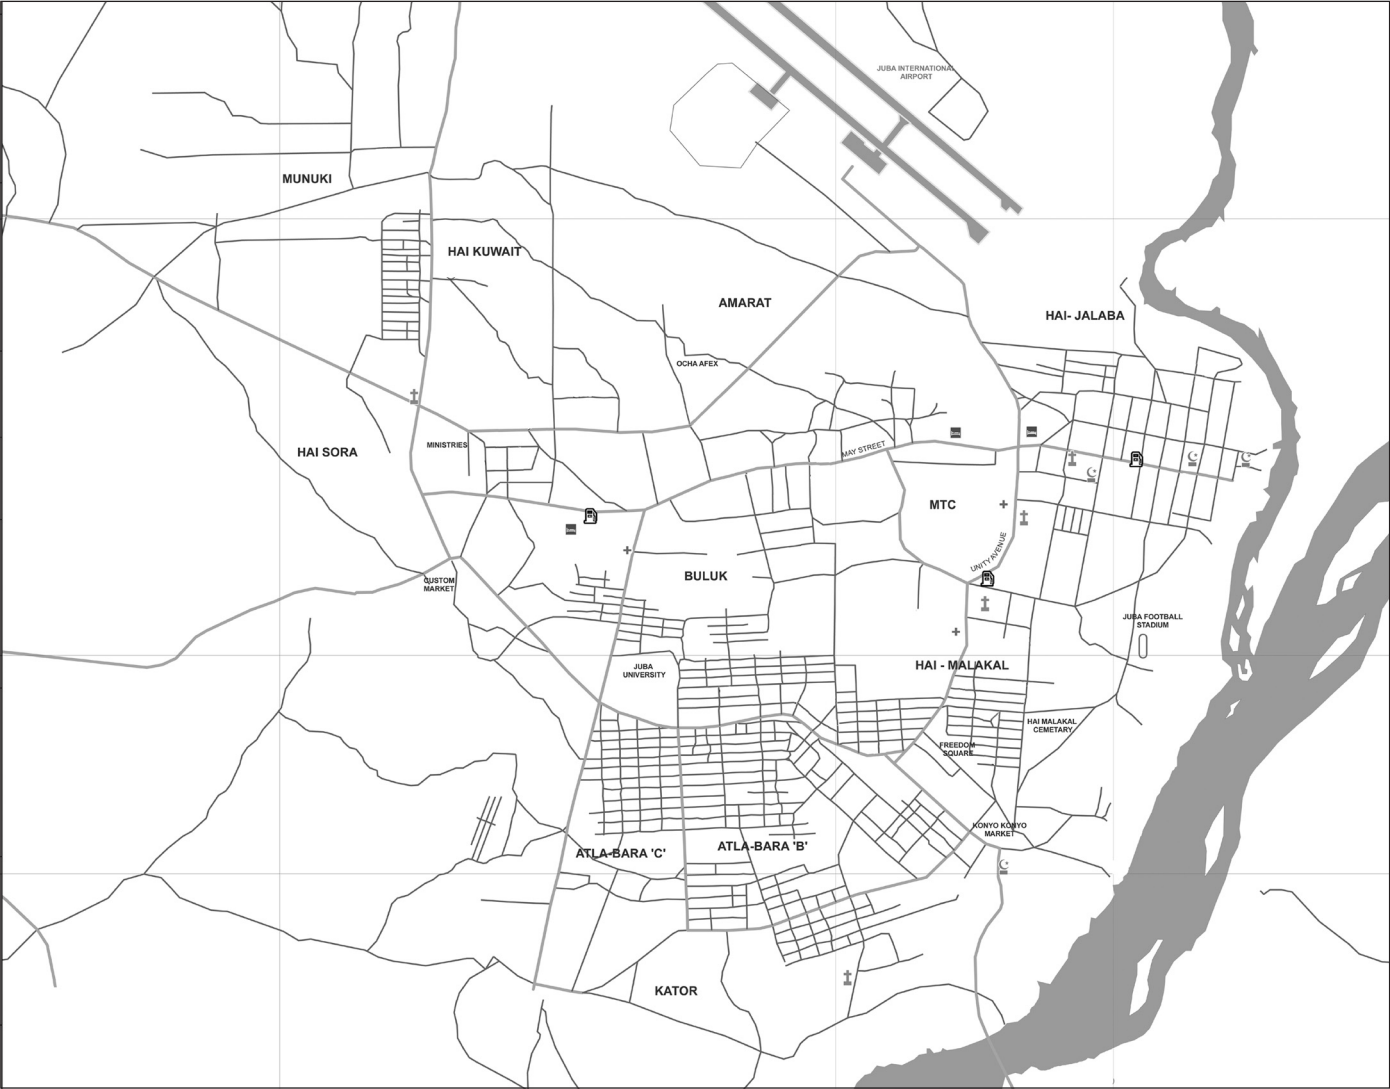 JUBA INTERNATIONAL
AIRPORT
MUNUKI
HAI KUWAIT
AMARAT
HAI- JALABA
OCHA AFEX
MINISTRIES
HAI SORA
MAY STREET
MTC
UNITY AVENUE
BULUK
CUSTOM
MARKET
JUBA FOOTBALL
STADIUM
JUBA
UNIVERSITY
HAI - MALAKAL
HAI MALAKAL
CEMETARY
FREEDOM
SQUARE
KONYO KONYO
MARKET
ATLA-BARA 'C'
ATLA-BARA 'B'
KATOR